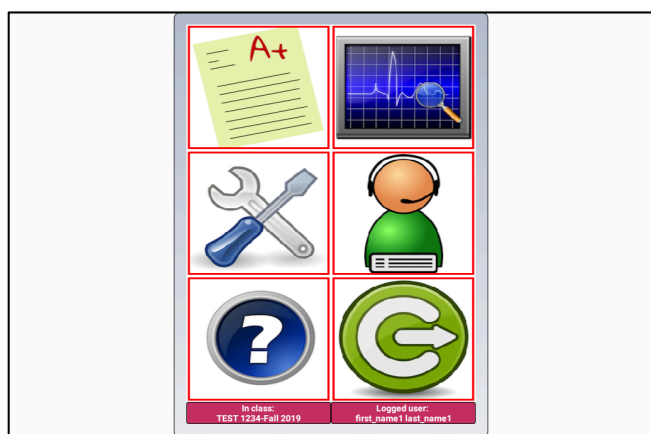 A+
?
In class:
TEST 1234-Fall 2019
Logged user:
first_name1 last_name1